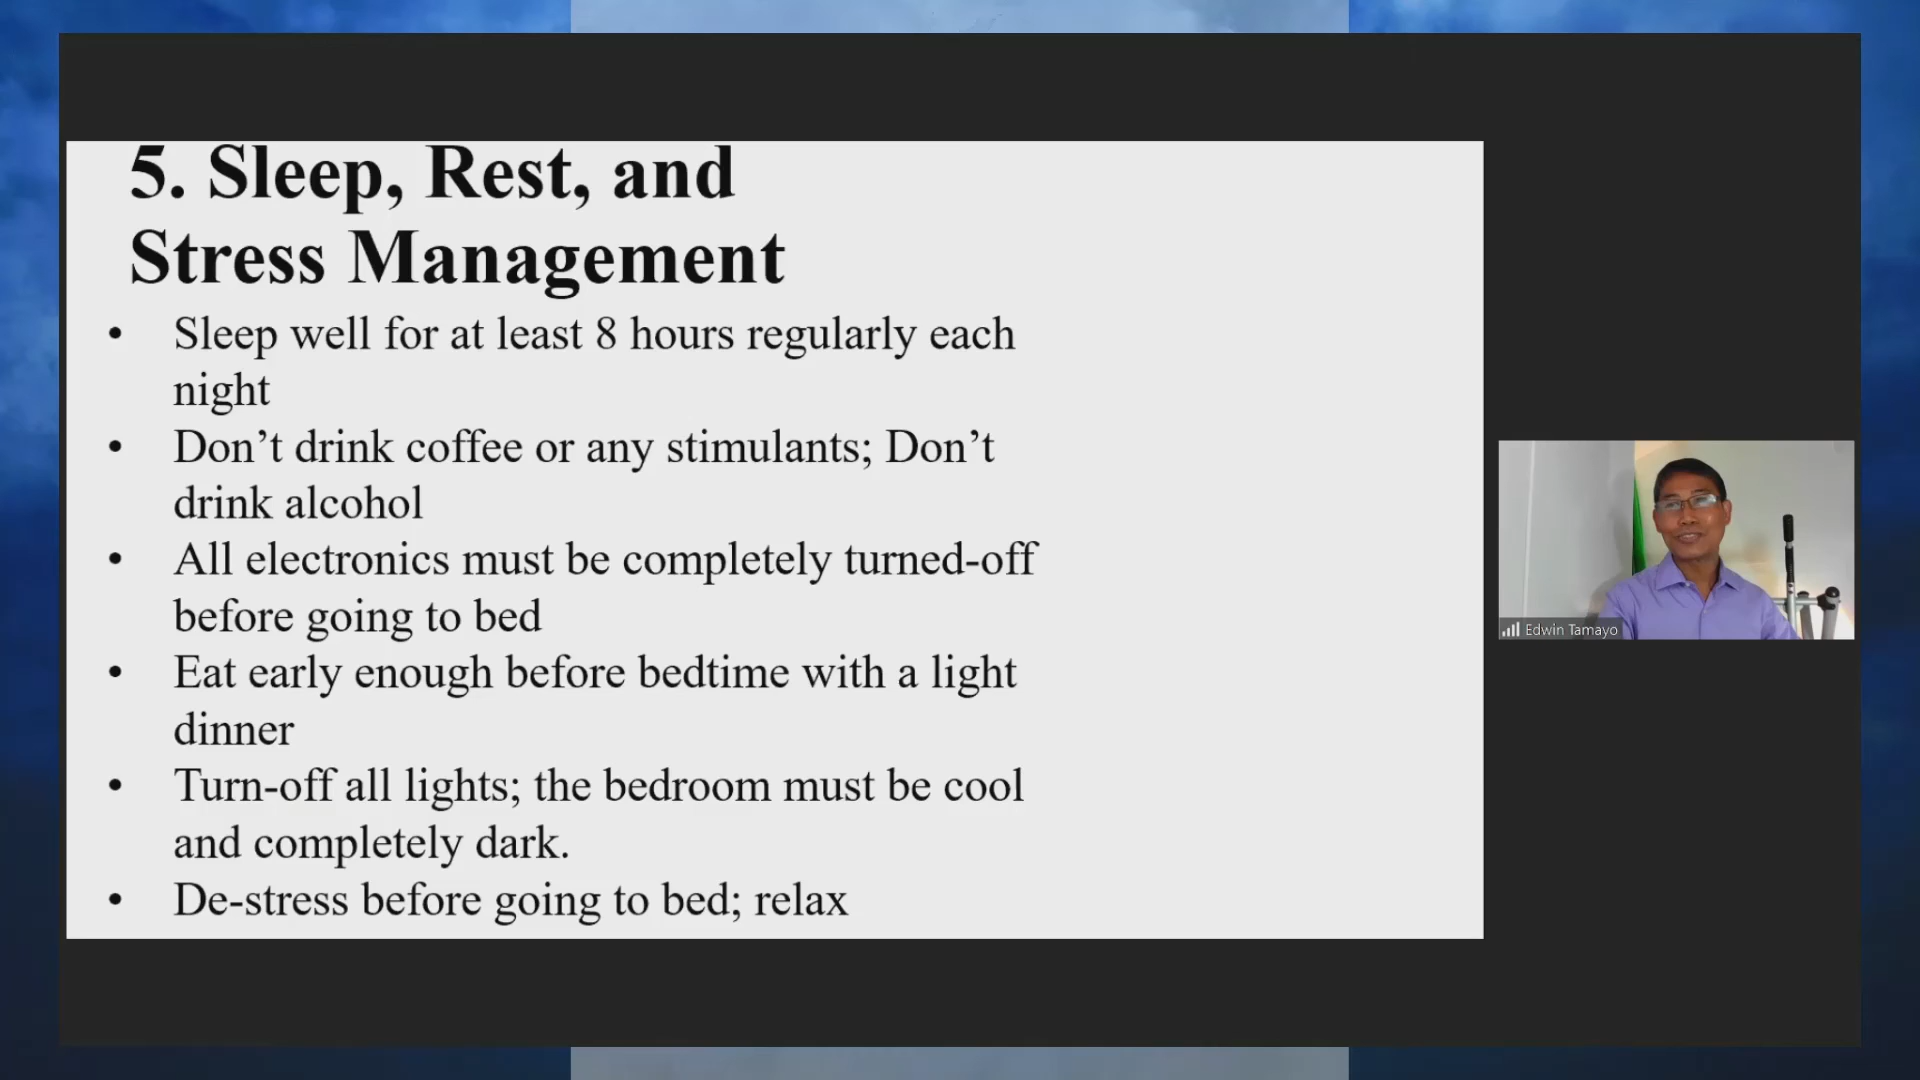 5. Sleep, Rest, and
Stress Management
• Sleep well for at least 8 hours regularly each
night
• Don’t drink coffee or any stimulants; Don’t
drink alcohol
• All electronics must be completely turned-off
before going to bed
• Eat early enough before bedtime with a light
dinner
• Turn-off all lights; the bedroom must be cool
and completely dark.
• De-stress before going to bed; relax
Edwin Tamayo